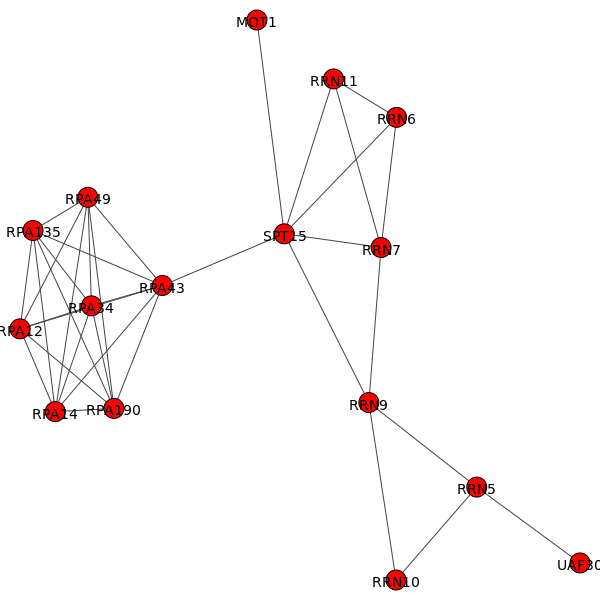 MOT1
RRN11
RRN6
RPA49
RPA135
SPT15
RRN7
RPA43
RPA34
RPA12
RPA14
RPA190
RRN9
RRN5
UAF30
RRN10